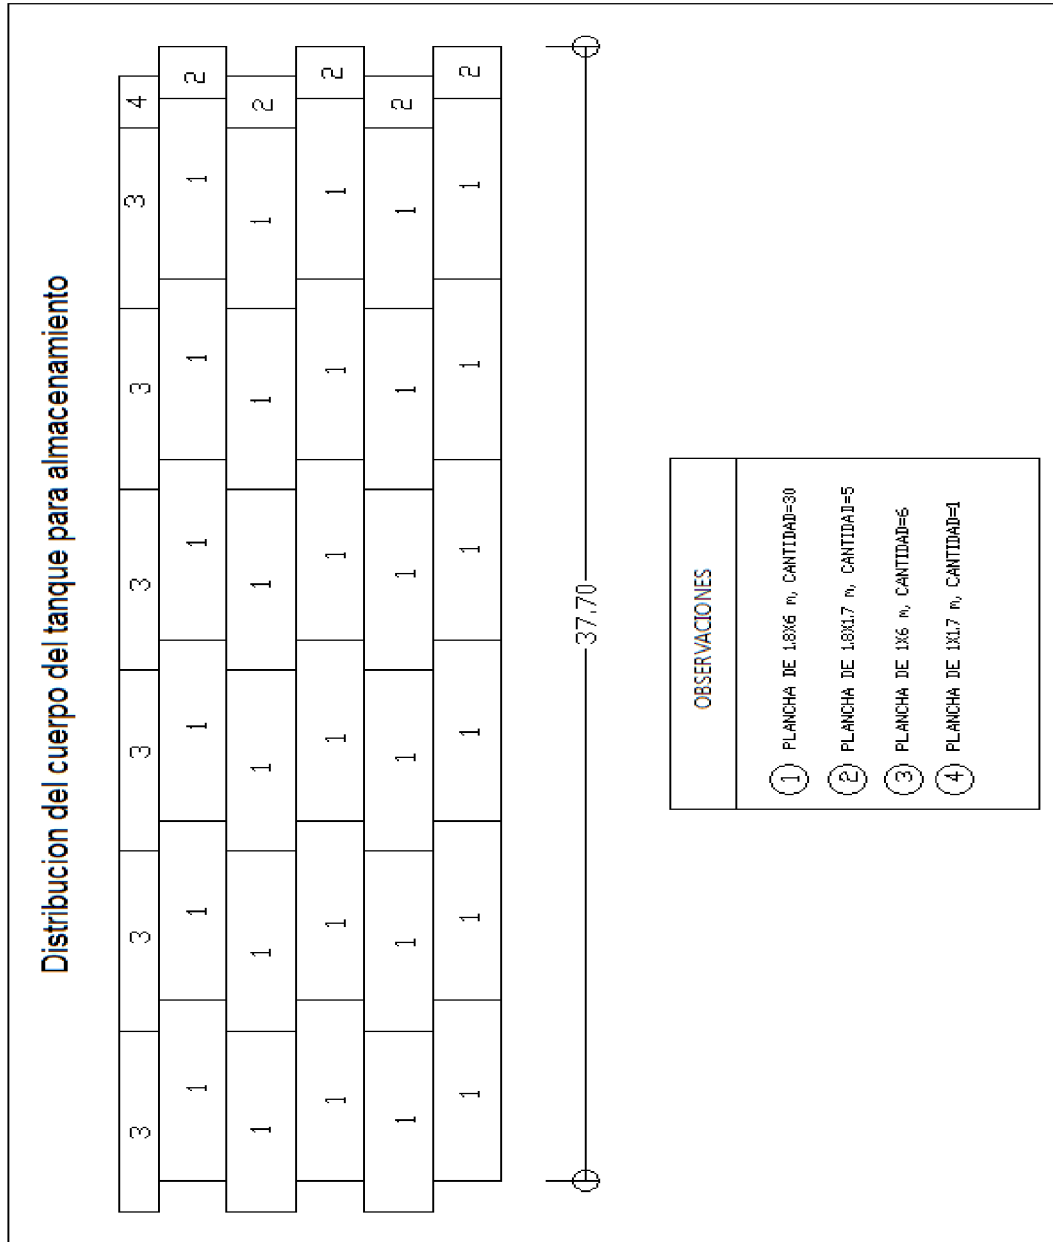 Distribucion del cuerpo del tanque para almacenamiento
3 3 3 3 3 3 4
1 1 1 1 1 1 2
1 1 1 1 1 1 2
1 1 1 1 1 1 2
1 1 1 1 1 1 2
1 1 1 1 1 1 2
37.70
OBSERVACIONES
1 PLANCHA DE 1.8X6 m, CANTIDAD=30
2 PLANCHA DE 1.8X1.7 m, CANTIDAD=5
3 PLANCHA DE 1X6 m, CANTIDAD=6
4 PLANCHA DE 1X1.7 m, CANTIDAD=1